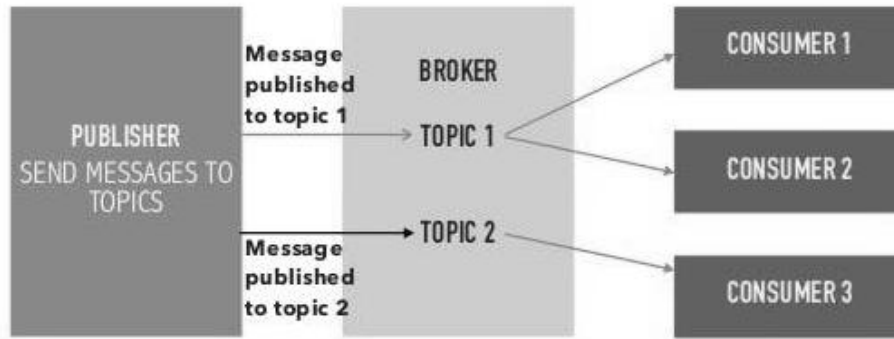 PUBLISHER
SEND MESSAGES TO
TOPICS
Message
published
to topic 1
Message
published
to topic 2
BROKER
TOPIC 1
TOPIC 2
CONSUMER 1
CONSUMER 2
CONSUMER 3